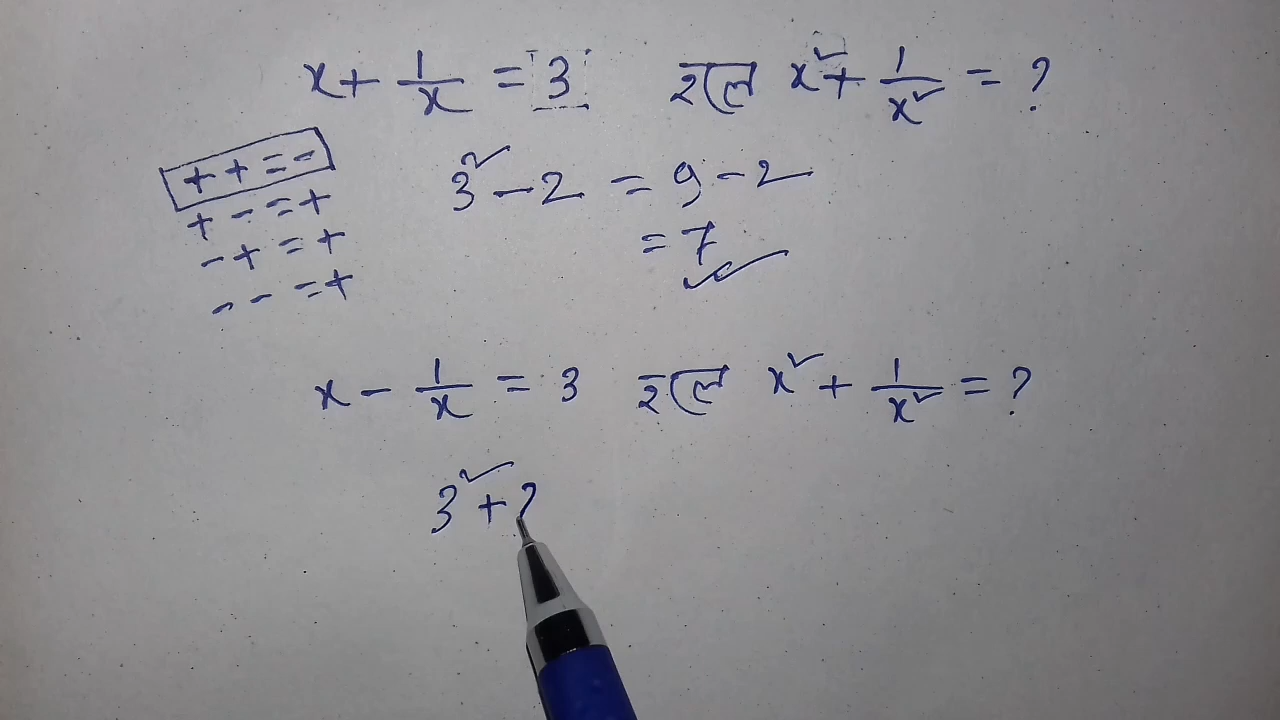 x + 1/x = 3 হলে x² + 1/x² = ?
+ + = -
3² - 2 = 9 - 2
+ - = +
= 7
- + = +
- - = +
x - 1/x = 3 হলে x² + 1/x² = ?
3² + 2